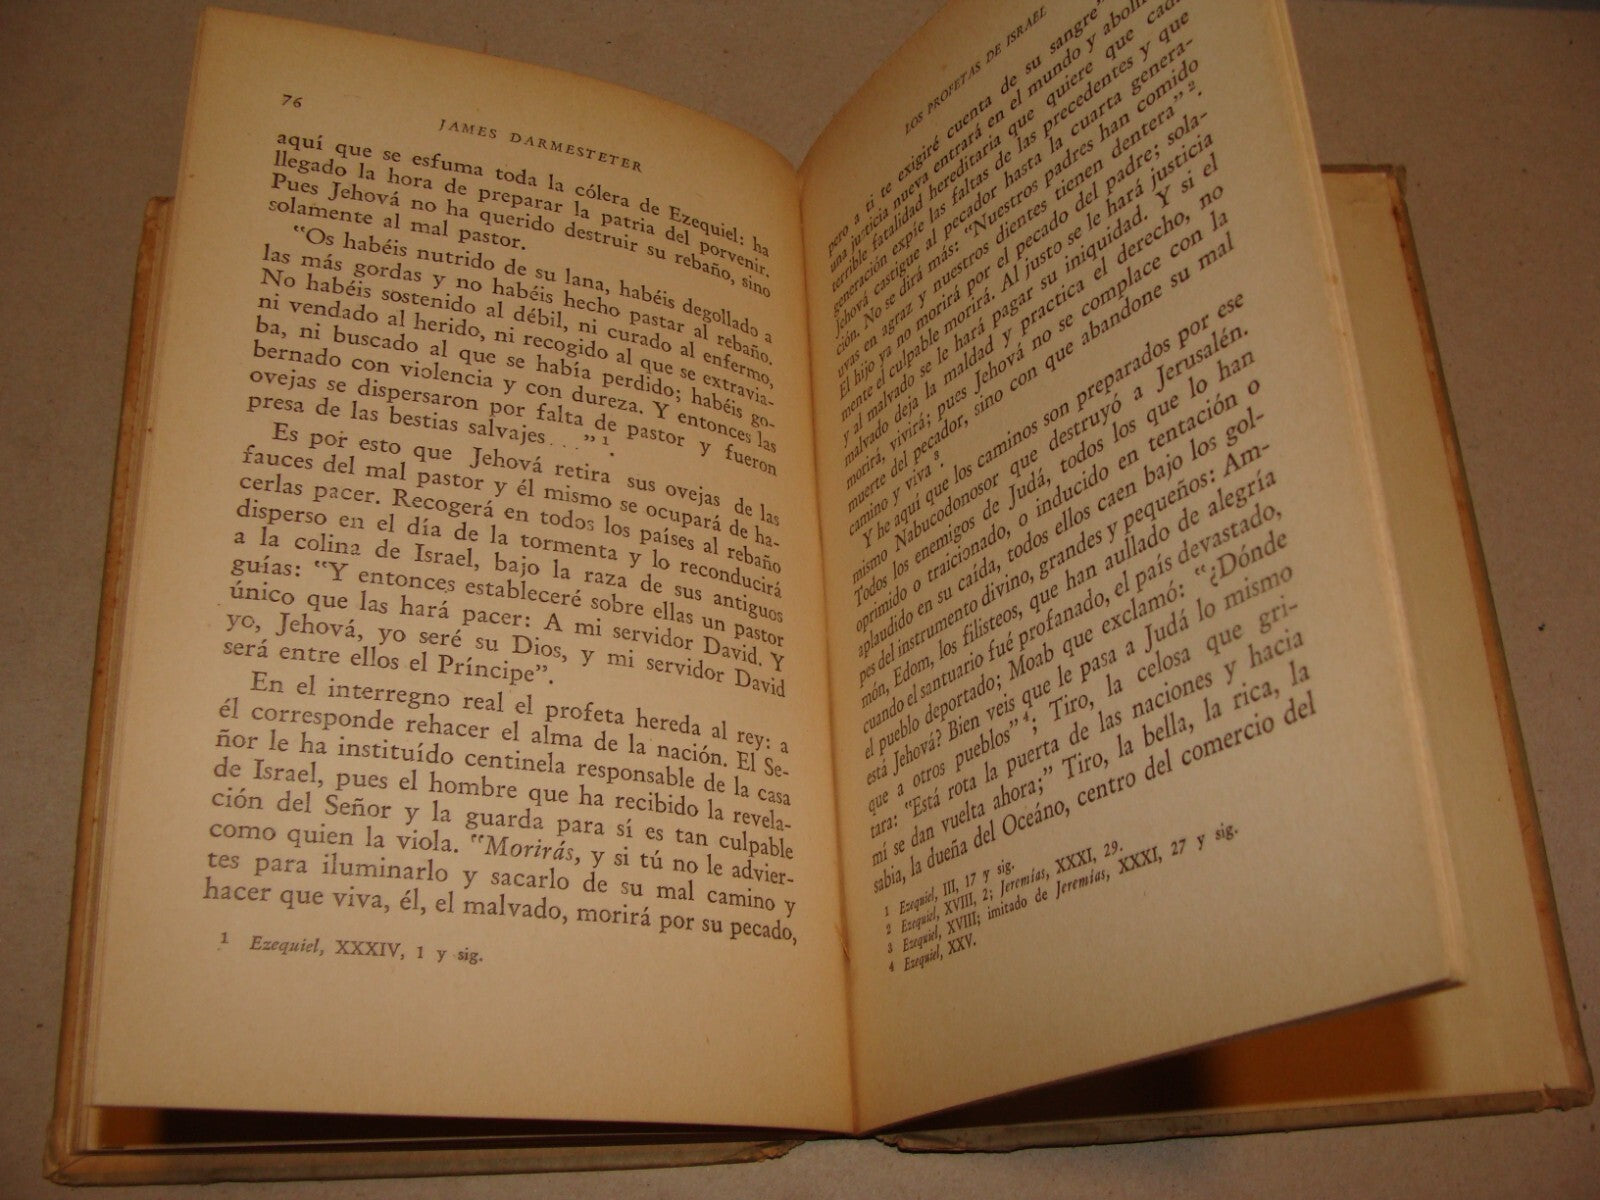 76
JAMES DARMESTETER
aquí que se esfuma toda la cólera de Ezequiel: ha
llegado la hora de preparar la patria del porvenir.
Pues Jehová no ha querido destruir su rebaño, sino
solamente al mal pastor.
"Os habéis nutrido de su lana, habéis degollado a
las más gordas y no habéis hecho pastar al rebaño.
No habéis sostenido al débil, ni curado al enfermo,
ni vendado al herido, ni recogido al que se extravia-
ba, ni buscado al que se había perdido; habéis go-
bernado con violencia y con dureza. Y entonces las
ovejas se dispersaron por falta de pastor y fueron
presa de las bestias salvajes..." 1.
Es por esto que Jehová retira sus ovejas de las
fauces del mal pastor y él mismo se ocupará de ha-
cerlas pacer. Recogerá en todos los países al rebaño
disperso en el día de la tormenta y lo reconducirá
a la colina de Israel, bajo la raza de sus antiguos
guías: "Y entonces estableceré sobre ellas un pastor
único que las hará pacer: A mi servidor David. Y
yo, Jehová, yo seré su Dios, y mi servidor David
será entre ellos el Príncipe".
En el interregno real el profeta hereda al rey: a
él corresponde rehacer el alma de la nación. El Se-
ñor le ha instituído centinela responsable de la casa
de Israel, pues el hombre que ha recibido la revela-
ción del Señor y la guarda para sí es tan culpable
como quien la viola. "Morirás, y si tú no le advier-
tes para iluminarlo y sacarlo de su mal camino y
hacer que viva, él, el malvado, morirá por su pecado,
1 Ezequiel, XXXIV, 1 y sig.
LOS PROFETAS DE ISRAEL
pero a ti te exigiré cuenta de su sangre"
una justicia nueva entrará en el mundo y
terrible fatalidad hereditaria que quiere que cada
generación expíe las faltas de las precedentes y que
Jehová castigue al pecador hasta la cuarta genera-
ción. No se dirá más: "Nuestros padres han comido
uvas en agraz y nuestros dientes tienen dentera" 2.
El hijo ya no morirá por el pecado del padre; sola-
mente el culpable morirá. Al justo se le hará justicia
y al malvado se le hará pagar su iniquidad. Y si el
malvado deja la maldad y practica el derecho, no
morirá, vivirá; pues Jehová no se complace con la
muerte del pecador, sino con que abandone su mal
camino y viva 3.
Y he aquí que los caminos son preparados por ese
mismo Nabucodonosor que destruyó a Jerusalén.
Todos los enemigos de Judá, todos los que lo han
oprimido o traicionado, o inducido en tentación o
aplaudido en su caída, todos ellos caen bajo los gol-
pes del instrumento divino, grandes y pequeños: Am-
món, Edom, los filisteos, que han aullado de alegría
cuando el santuario fué profanado, el país devastado,
el pueblo deportado; Moab que exclamó: "¿Dónde
está Jehová? Bien veis que le pasa a Judá lo mismo
que a otros pueblos" 4; Tiro, la celosa que gri-
tara: "Está rota la puerta de las naciones y hacia
mí se dan vuelta ahora;" Tiro, la bella, la rica, la
sabia, la dueña del Oceáno, centro del comercio del
1 Ezequiel, III, 17 y sig.
2 Ezequiel, XVIII, 2; Jeremías, XXXI, 29.
3 Ezequiel, XVIII; imitado de Jeremías, XXXI, 27 y sig.
4 Ezequiel, XXV.